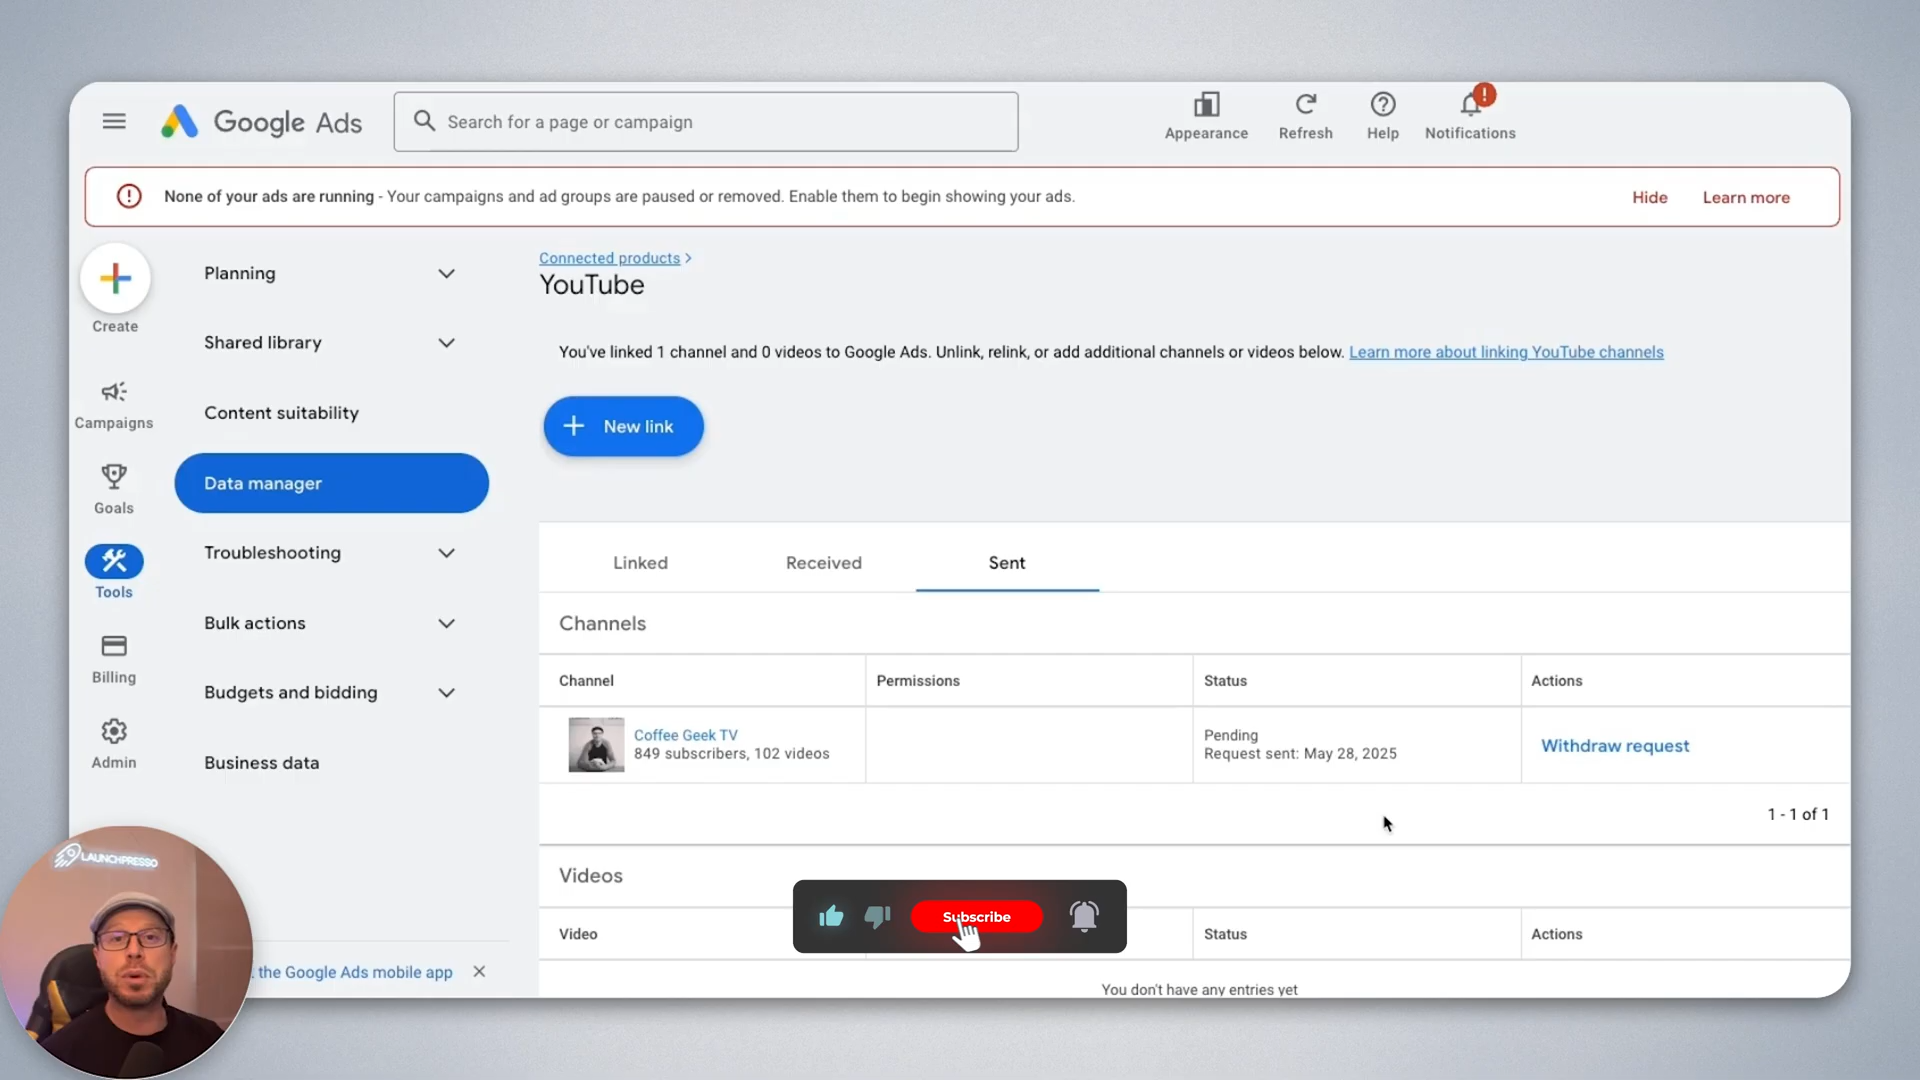 Google Ads
Search for a page or campaign
Appearance
Refresh
Help
Notifications
None of your ads are running - Your campaigns and ad groups are paused or removed. Enable them to begin showing your ads.
Hide
Learn more
Create
Campaigns
Goals
Tools
Billing
Admin
Planning
Shared library
Content suitability
Data manager
Troubleshooting
Bulk actions
Budgets and bidding
Business data
the Google Ads mobile app
Connected products >
YouTube
You've linked 1 channel and 0 videos to Google Ads. Unlink, relink, or add additional channels or videos below. Learn more about linking YouTube channels
+ New link
Linked
Received
Sent
Channels
Channel
Permissions
Status
Actions
Coffee Geek TV
849 subscribers, 102 videos
Pending
Request sent: May 28, 2025
Withdraw request
1 - 1 of 1
Videos
Video
Status
Actions
You don't have any entries yet
Subscribe
LAUNCHPRESSO